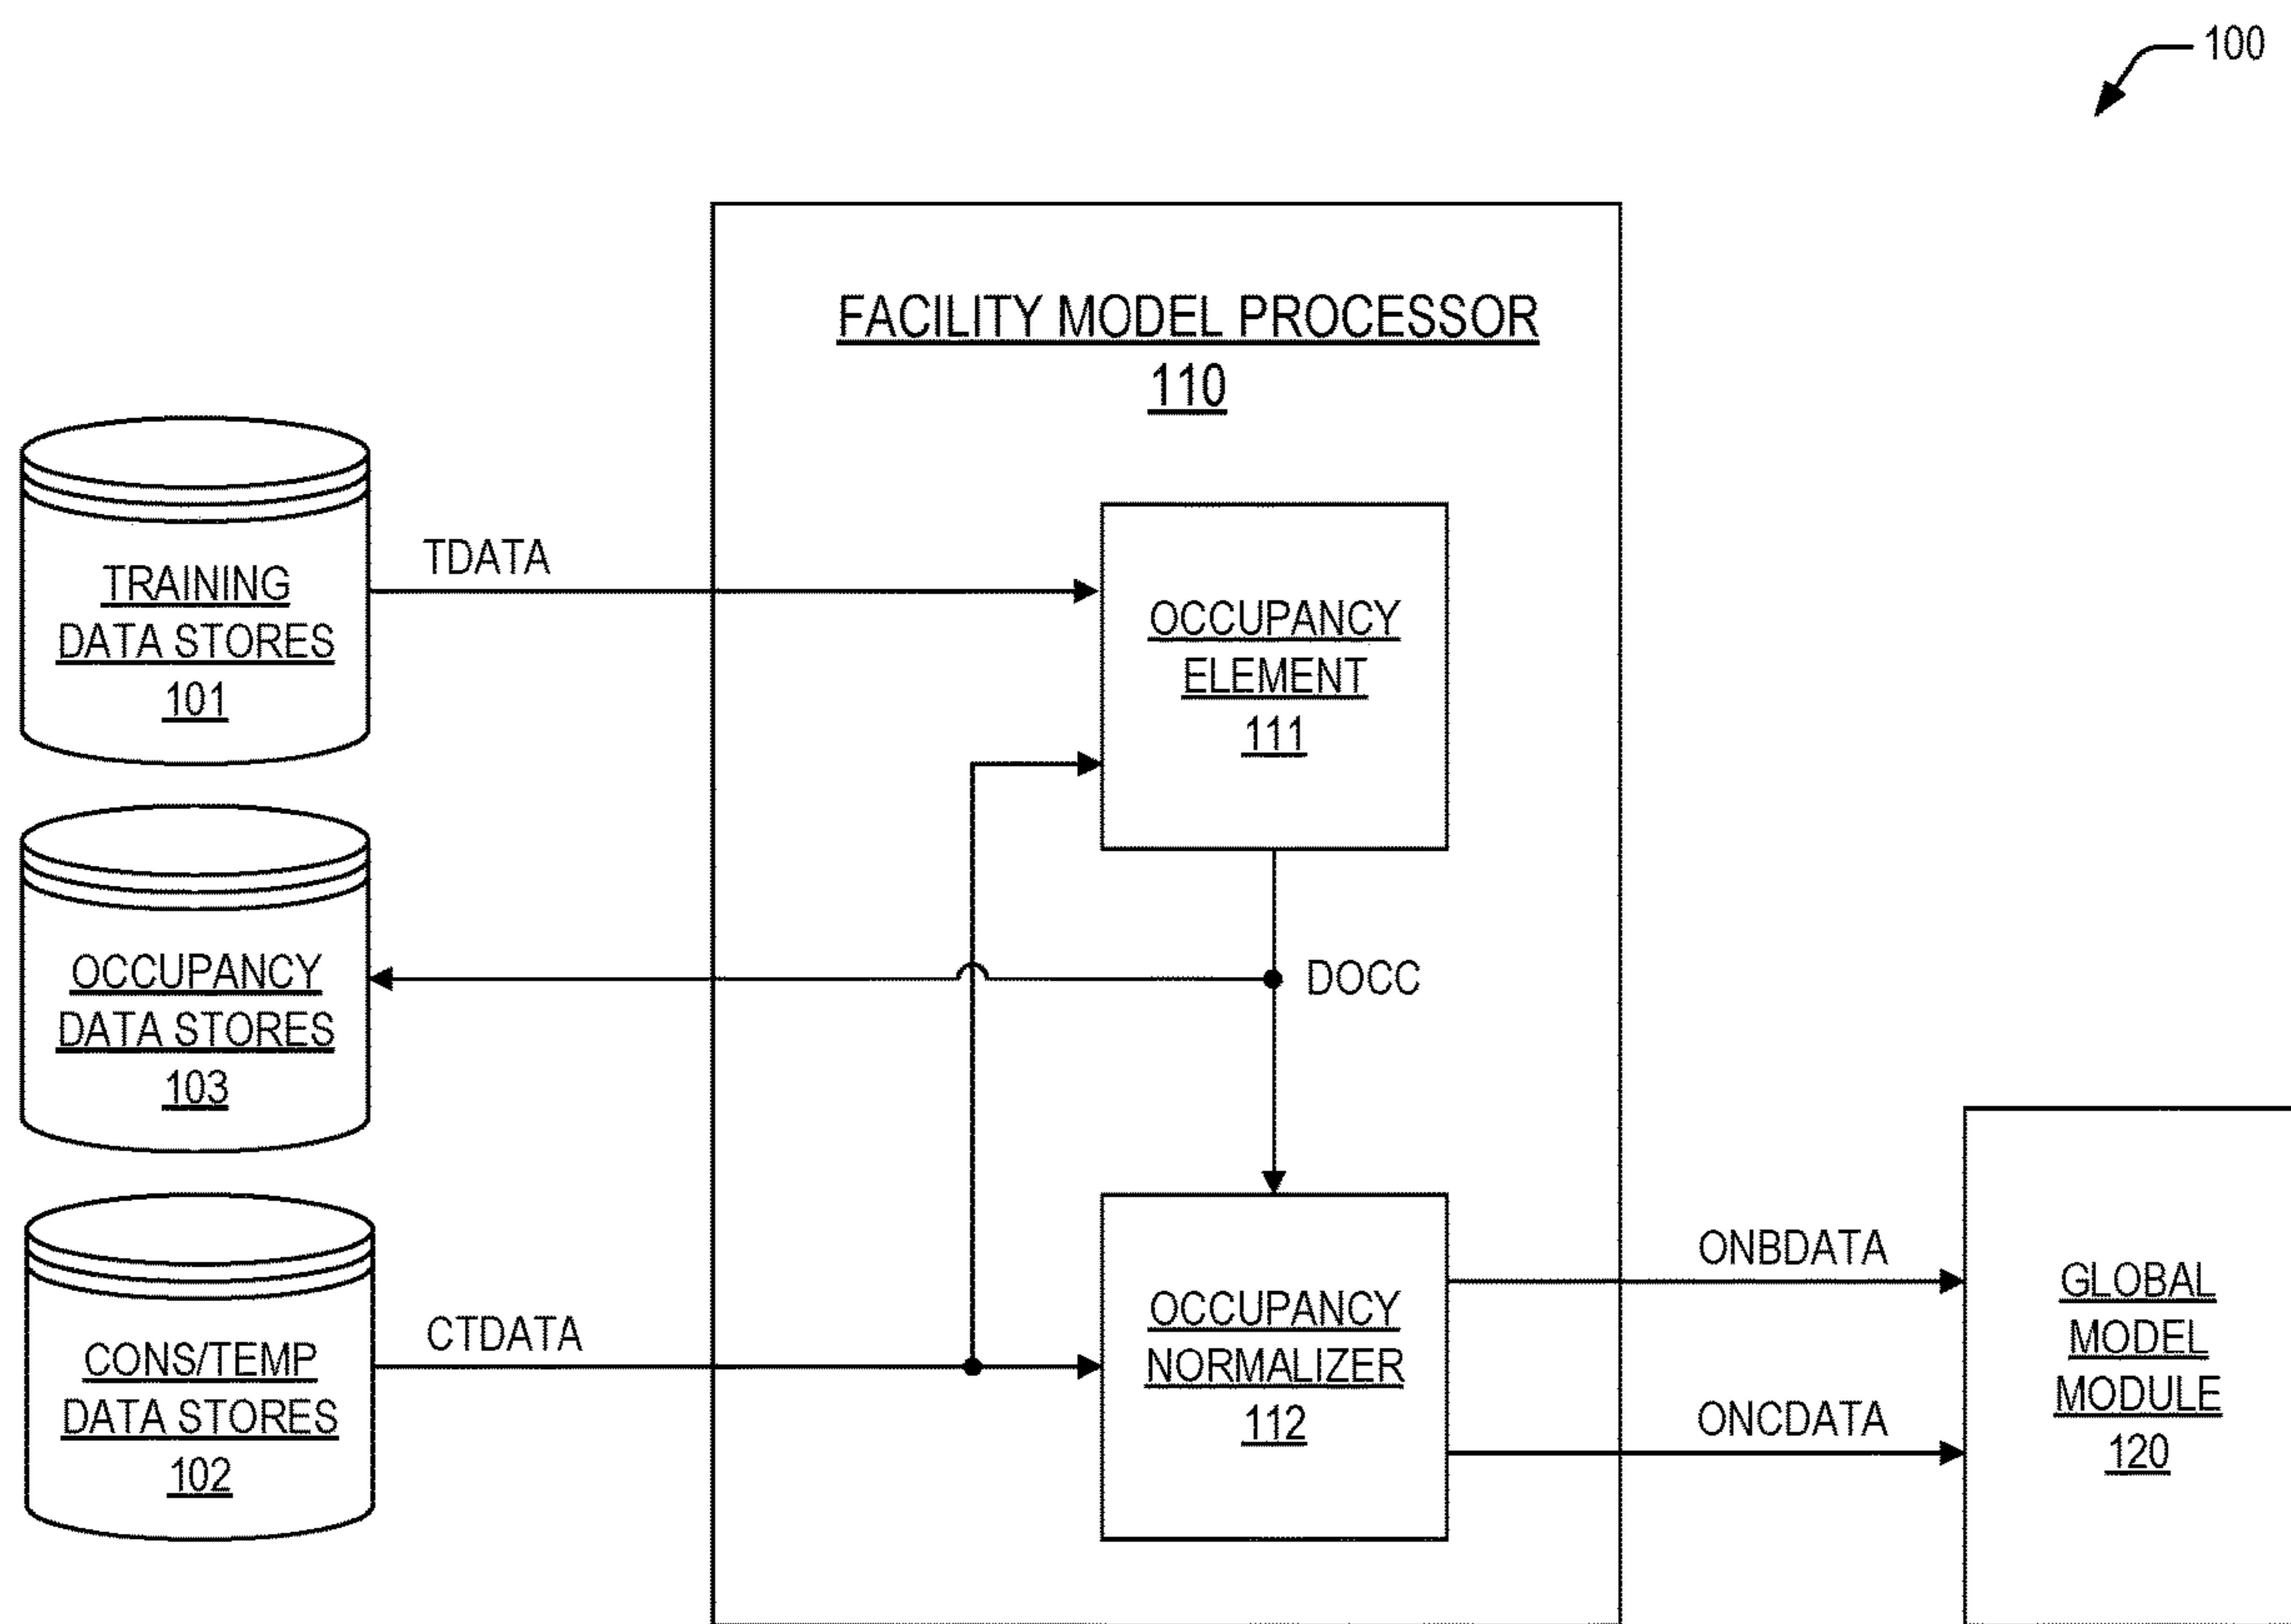 100
FACILITY MODEL PROCESSOR
110
TRAINING
DATA STORES
101
TDATA
OCCUPANCY
ELEMENT
111
OCCUPANCY
DATA STORES
103
DOCC
CONS/TEMP
DATA STORES
102
CTDATA
OCCUPANCY
NORMALIZER
112
ONBDATA
ONCDATA
GLOBAL
MODEL
MODULE
120